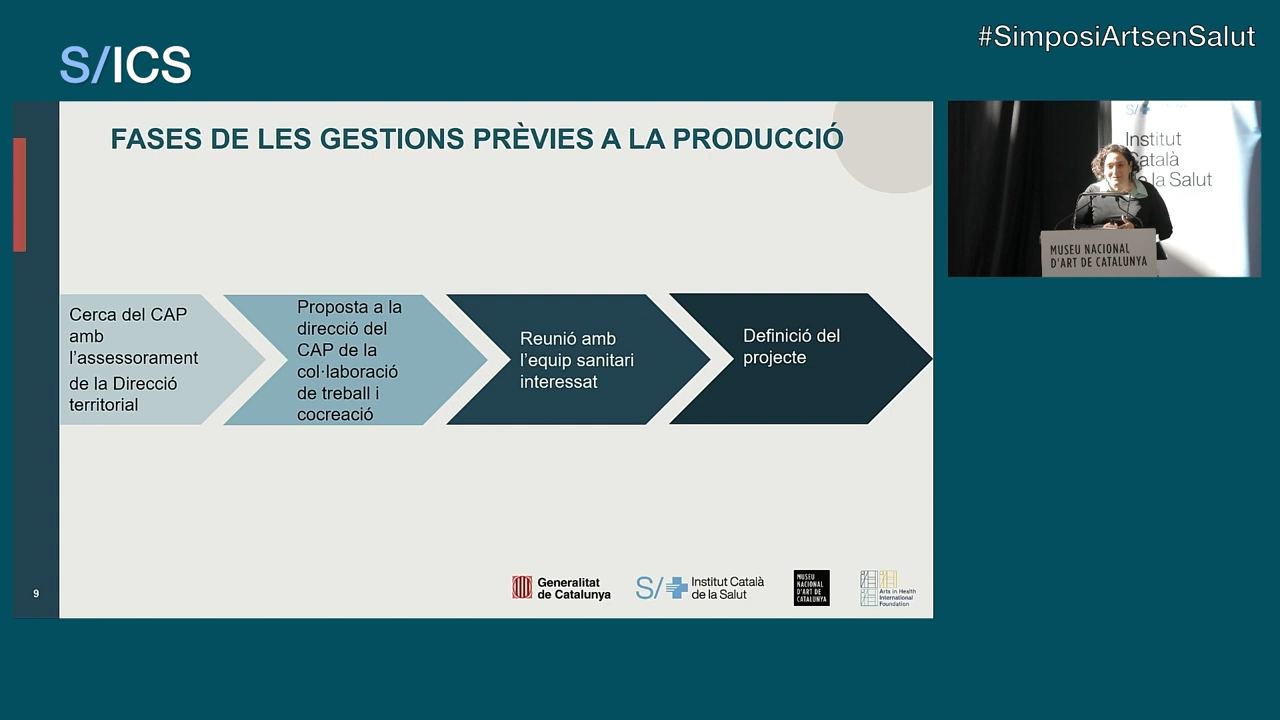 #SimposiArtsenSalut
S/ICS
FASES DE LES GESTIONS PRÈVIES A LA PRODUCCIÓ
Cerca del CAP
amb
l’assessorament
de la Direcció
territorial
Proposta a la
direcció del
CAP de la
col·laboració
de treball i
cocreació
Reunió amb
l’equip sanitari
interessat
Definició del
projecte
S/
Institut
Català
de la Salut
MUSEU NACIONAL
D'ART DE CATALUNYA
9
Generalitat
de Catalunya
S/
Institut Català
de la Salut
MUSEU
NACIONAL
D'ART DE
CATALUNYA
Arts in Health
International
Foundation